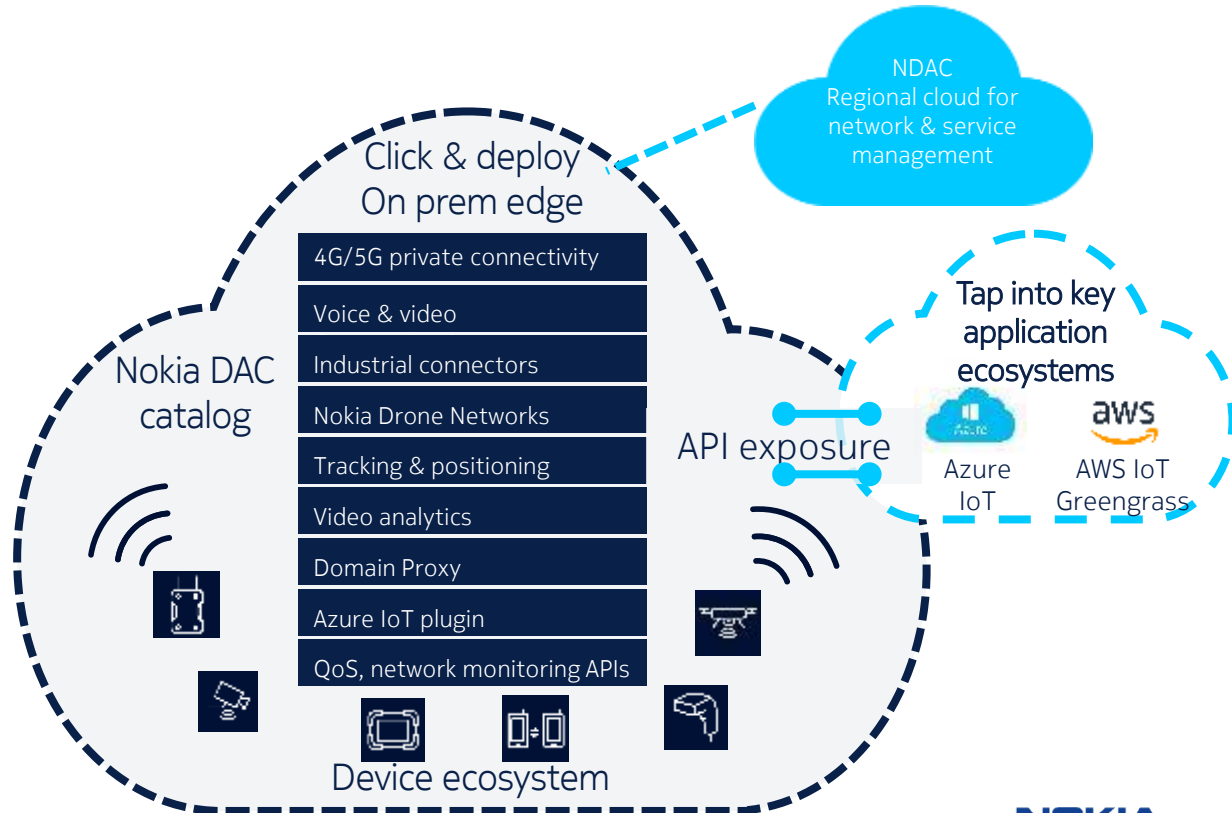 NDAC
Regional cloud for
network & service
management
Click & deploy
On prem edge
4G/5G private connectivity
Voice & video
Industrial connectors
Nokia Drone Networks
Tracking & positioning
Video analytics
Domain Proxy
Azure IoT plugin
QoS, network monitoring APIs
Nokia DAC
catalog
API exposure
Tap into key
application
ecosystems
Azure
Azure
IoT
aws
AWS IoT
Greengrass
Device ecosystem
NOKIA